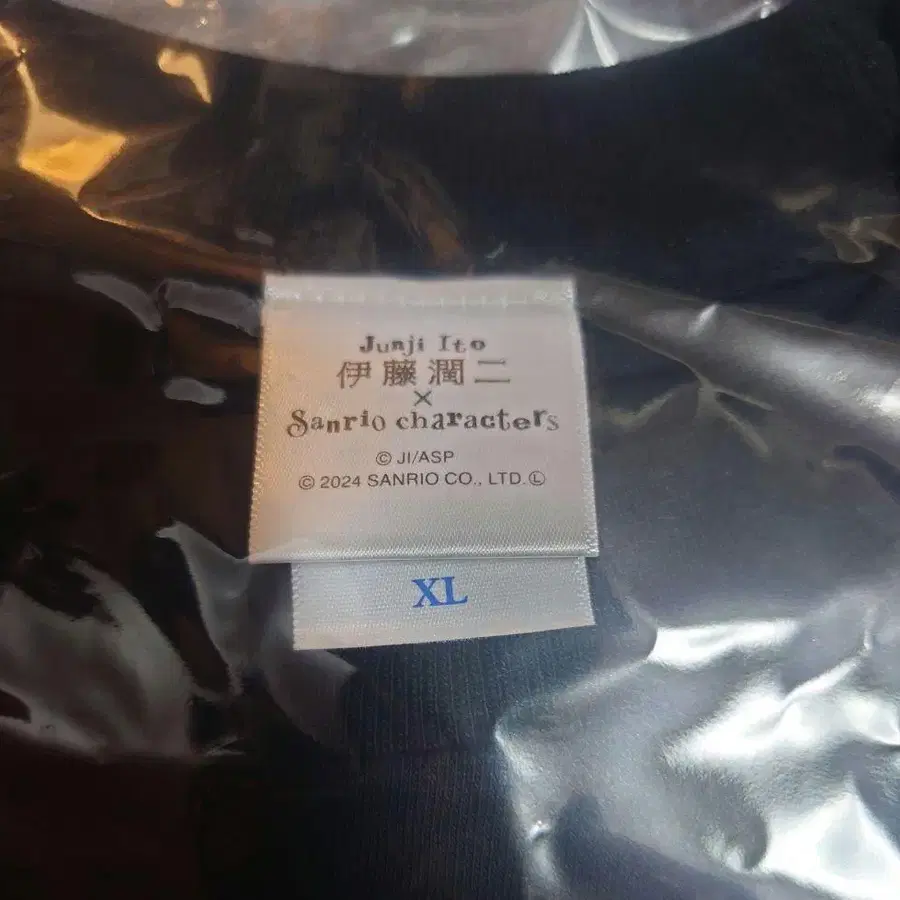 Junji Ito
伊藤潤二
×
Sanrio characters
© JI/ASP
© 2024 SANRIO CO., LTD. Ⓛ
XL